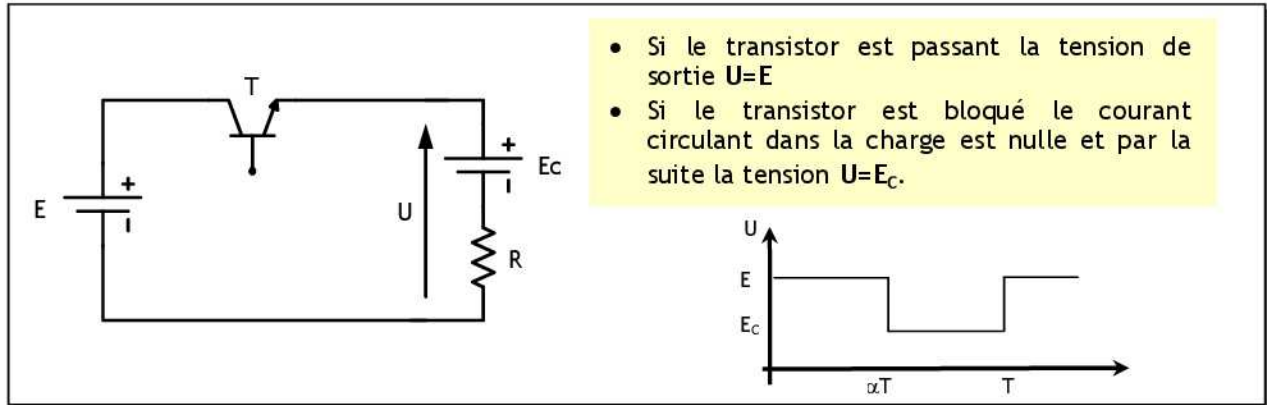 • Si le transistor est passant la tension de
sortie U=E
• Si le transistor est bloqué le courant
circulant dans la charge est nulle et par la
suite la tension U=EC.
T
+
E
U
+
Ec
R
U
E
EC
αT
T